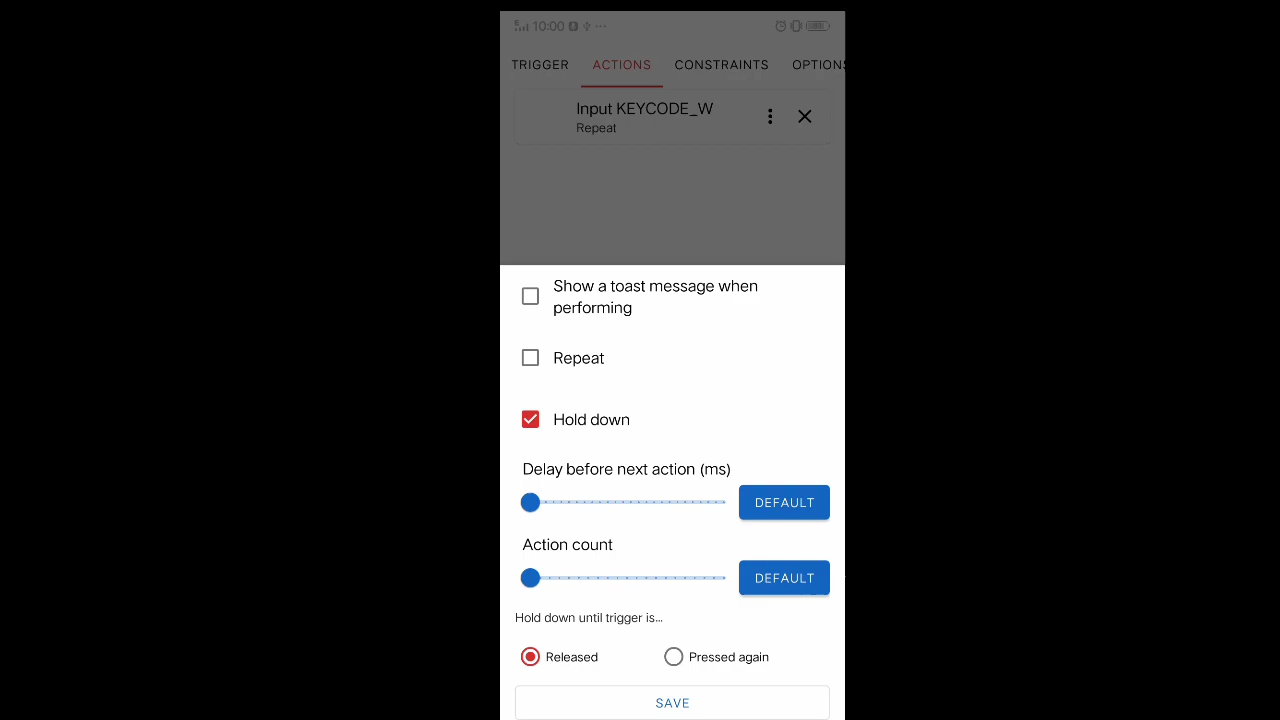 10:00
TRIGGER ACTIONS CONSTRAINTS OPTIONS
Input KEYCODE_W
Repeat
Show a toast message when
performing
Repeat
Hold down
Delay before next action (ms)
DEFAULT
Action count
DEFAULT
Hold down until trigger is...
Released Pressed again
SAVE